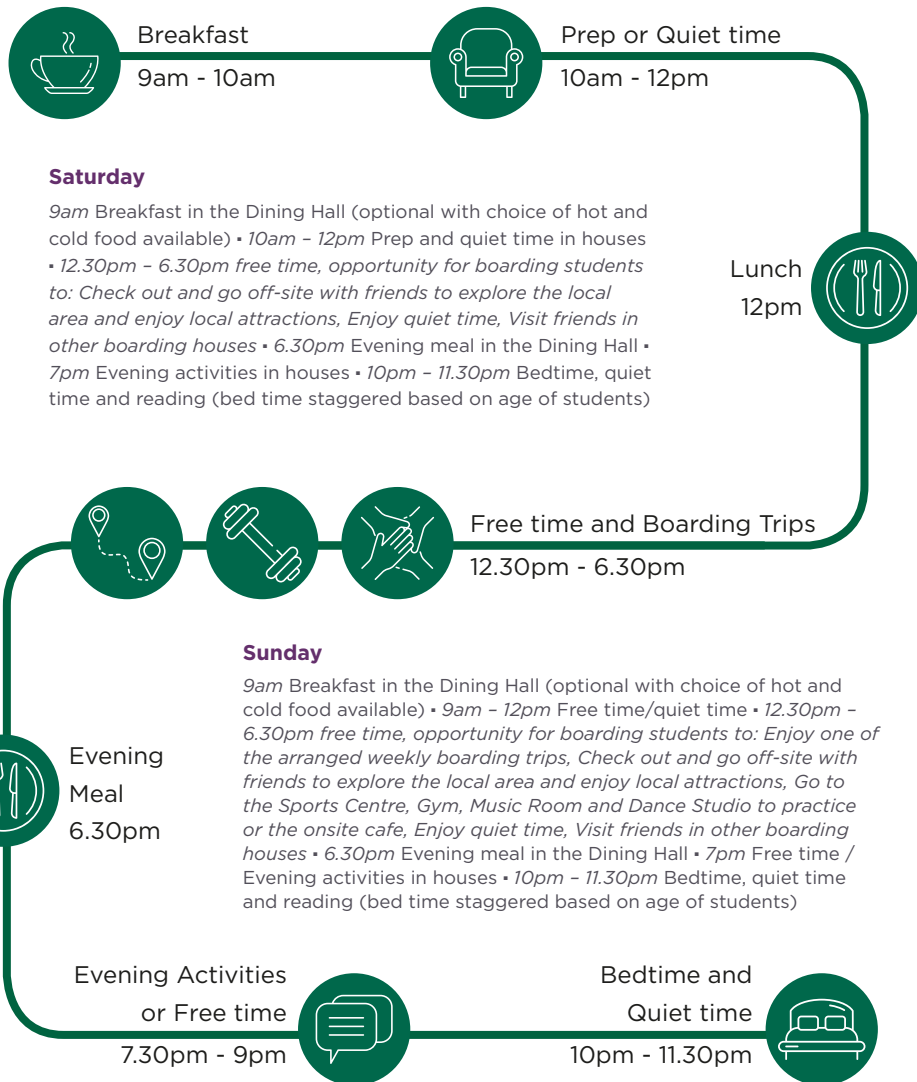 Breakfast
9am - 10am
Prep or Quiet time
10am - 12pm
Saturday
9am Breakfast in the Dining Hall (optional with choice of hot and
cold food available) ▪ 10am – 12pm Prep and quiet time in houses
▪ 12.30pm – 6.30pm free time, opportunity for boarding students
to: Check out and go off-site with friends to explore the local
area and enjoy local attractions, Enjoy quiet time, Visit friends in
other boarding houses ▪ 6.30pm Evening meal in the Dining Hall ▪
7pm Evening activities in houses ▪ 10pm – 11.30pm Bedtime, quiet
time and reading (bed time staggered based on age of students)
Lunch
12pm
Free time and Boarding Trips
12.30pm - 6.30pm
Sunday
9am Breakfast in the Dining Hall (optional with choice of hot and
cold food available) ▪ 9am – 12pm Free time/quiet time ▪ 12.30pm –
6.30pm free time, opportunity for boarding students to: Enjoy one of
the arranged weekly boarding trips, Check out and go off-site with
friends to explore the local area and enjoy local attractions, Go to
the Sports Centre, Gym, Music Room and Dance Studio to practice
or the onsite cafe, Enjoy quiet time, Visit friends in other boarding
houses ▪ 6.30pm Evening meal in the Dining Hall ▪ 7pm Free time /
Evening activities in houses ▪ 10pm – 11.30pm Bedtime, quiet time
and reading (bed time staggered based on age of students)
Evening
Meal
6.30pm
Evening Activities
or Free time
7.30pm - 9pm
Bedtime and
Quiet time
10pm - 11.30pm